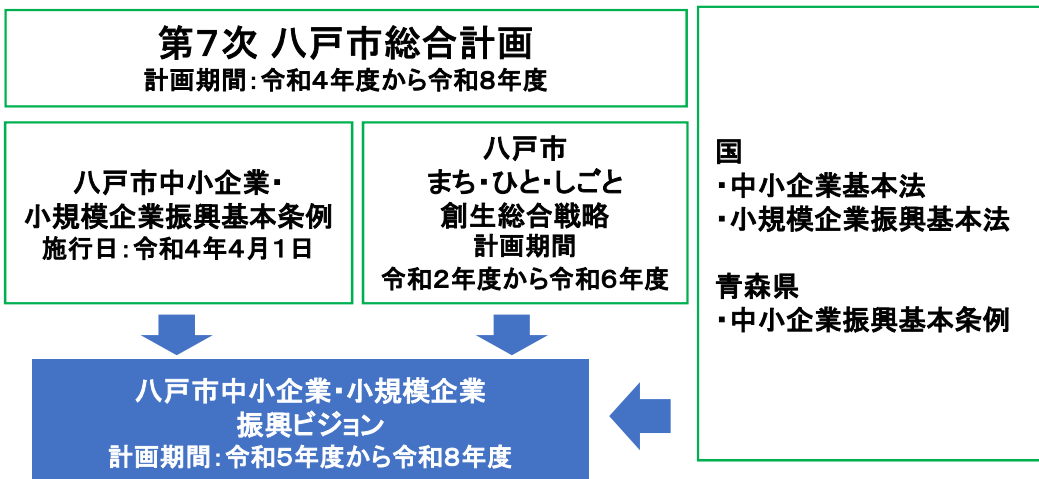 第7次 八戸市総合計画
計画期間：令和4年度から令和8年度
八戸市中小企業・
小規模企業振興基本条例
施行日：令和4年4月1日
八戸市
まち・ひと・しごと
創生総合戦略
計画期間
令和2年度から令和6年度
国
・中小企業基本法
・小規模企業振興基本法
青森県
・中小企業振興基本条例
八戸市中小企業・小規模企業
振興ビジョン
計画期間：令和5年度から令和8年度